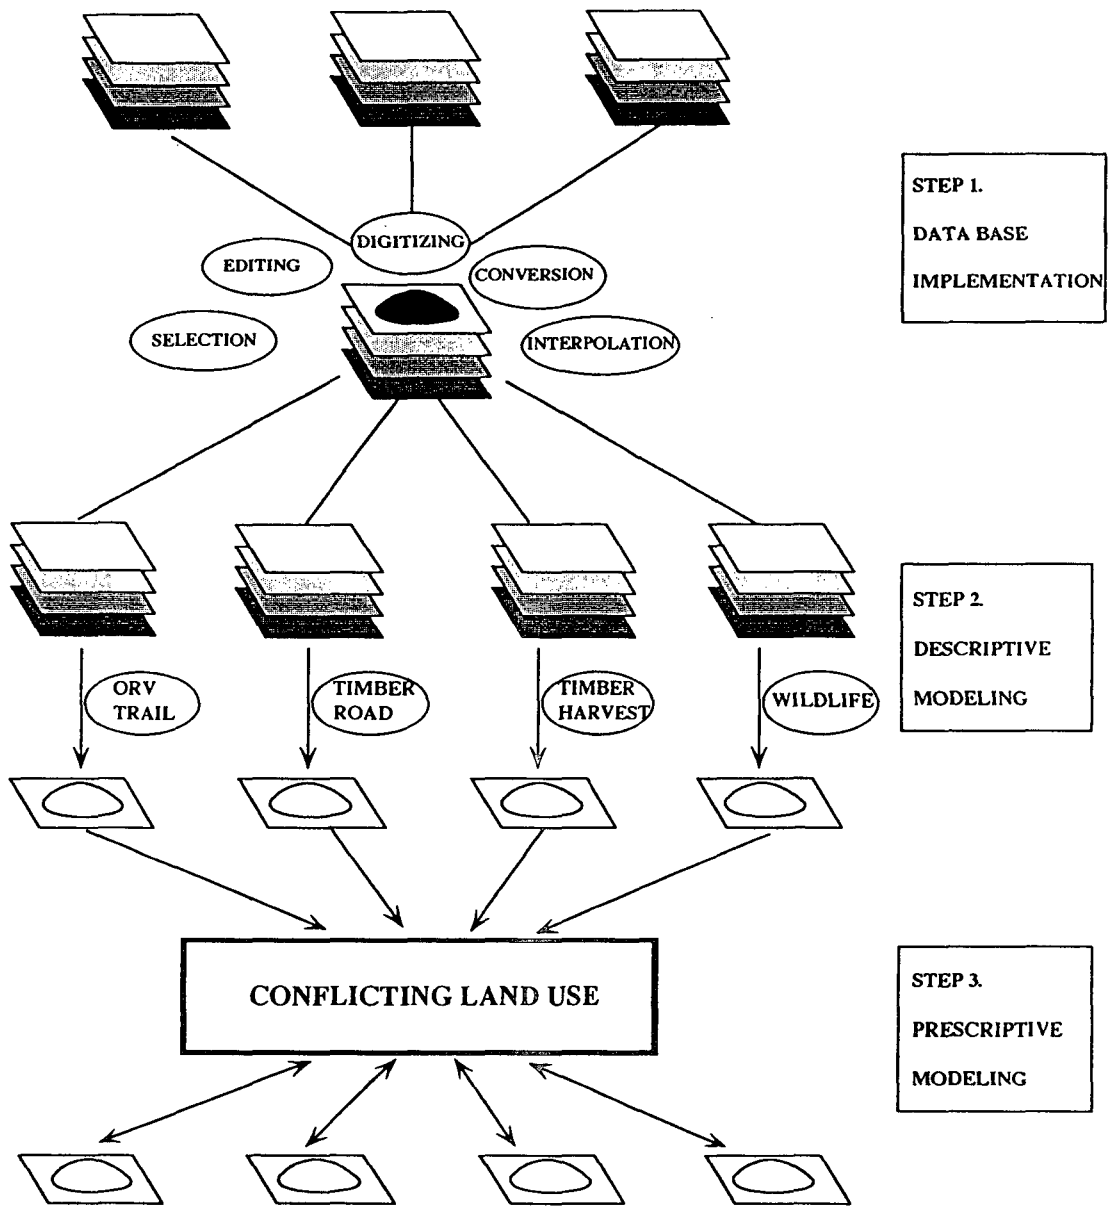 DIGITIZING
EDITING
CONVERSION
SELECTION
INTERPOLATION
STEP 1.
DATA BASE
IMPLEMENTATION
ORV
TRAIL
TIMBER
ROAD
TIMBER
HARVEST
WILDLIFE
STEP 2.
DESCRIPTIVE
MODELING
CONFLICTING LAND USE
STEP 3.
PRESCRIPTIVE
MODELING